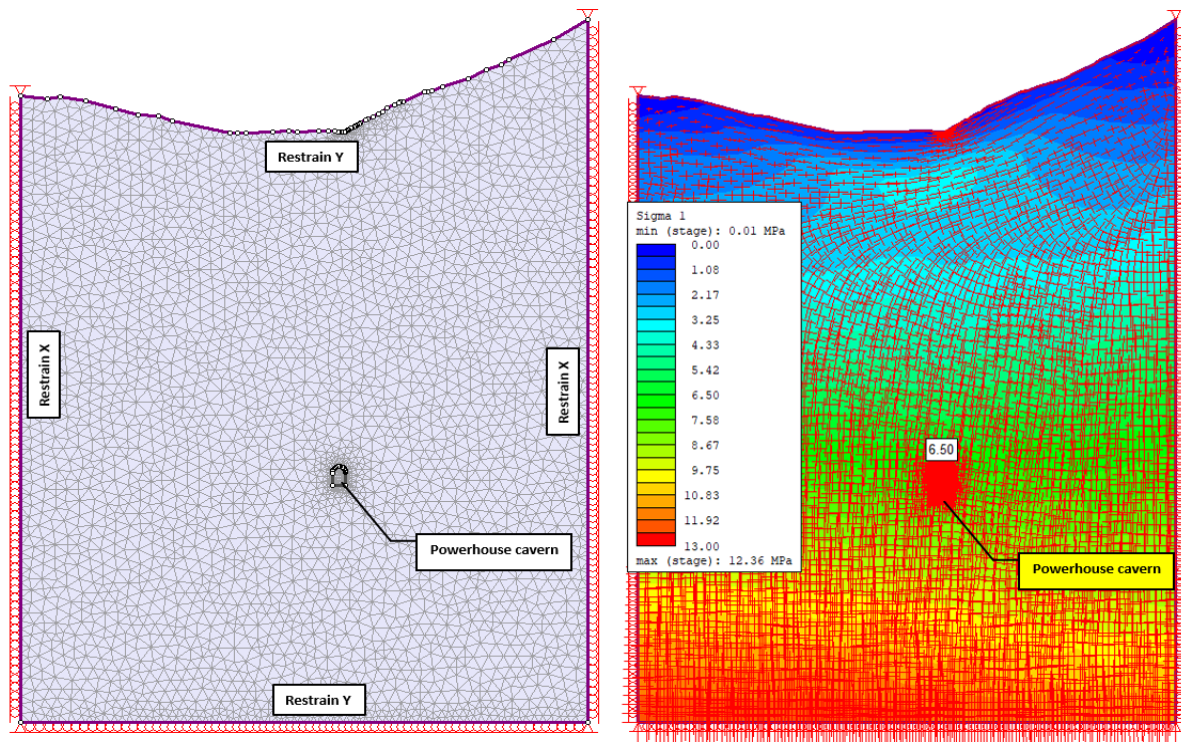 Restrain Y
Restrain X
Restrain X
Powerhouse cavern
Restrain Y
Sigma 1
min (stage): 0.01 MPa
0.00
1.08
2.17
3.25
4.33
5.42
6.50
7.58
8.67
9.75
10.83
11.92
13.00
max (stage): 12.36 MPa
6.50
Powerhouse cavern